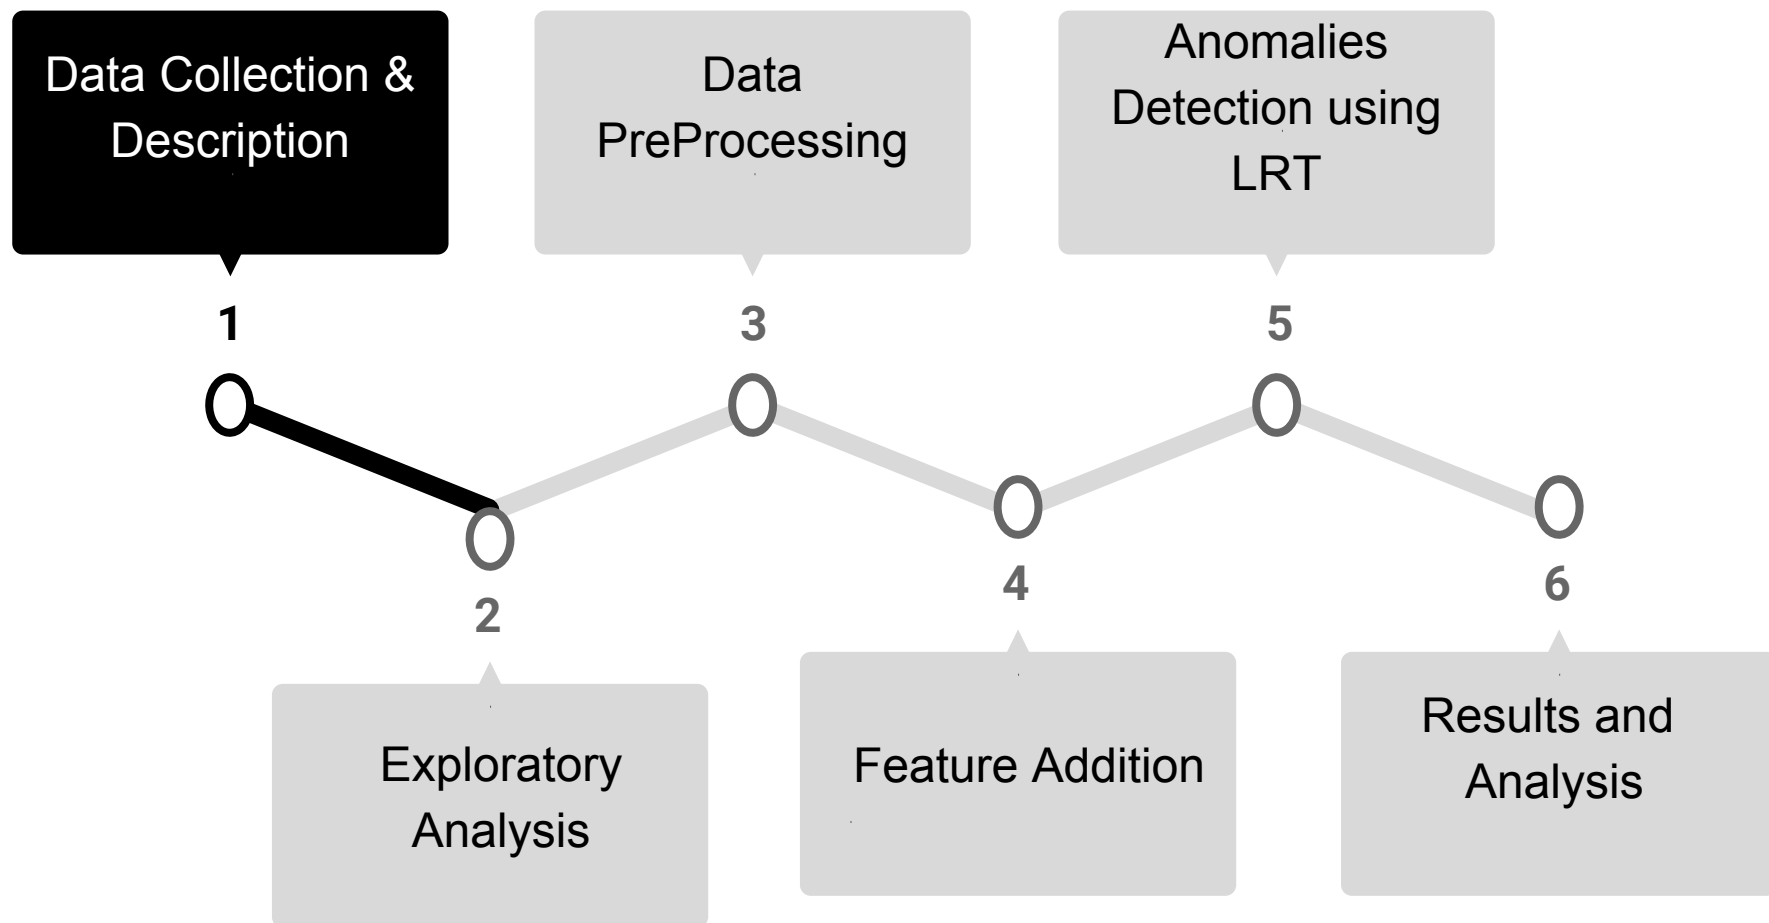 Data Collection &
Description
1
Exploratory
Analysis
2
Data
PreProcessing
3
Feature Addition
4
Anomalies
Detection using
LRT
5
Results and
Analysis
6